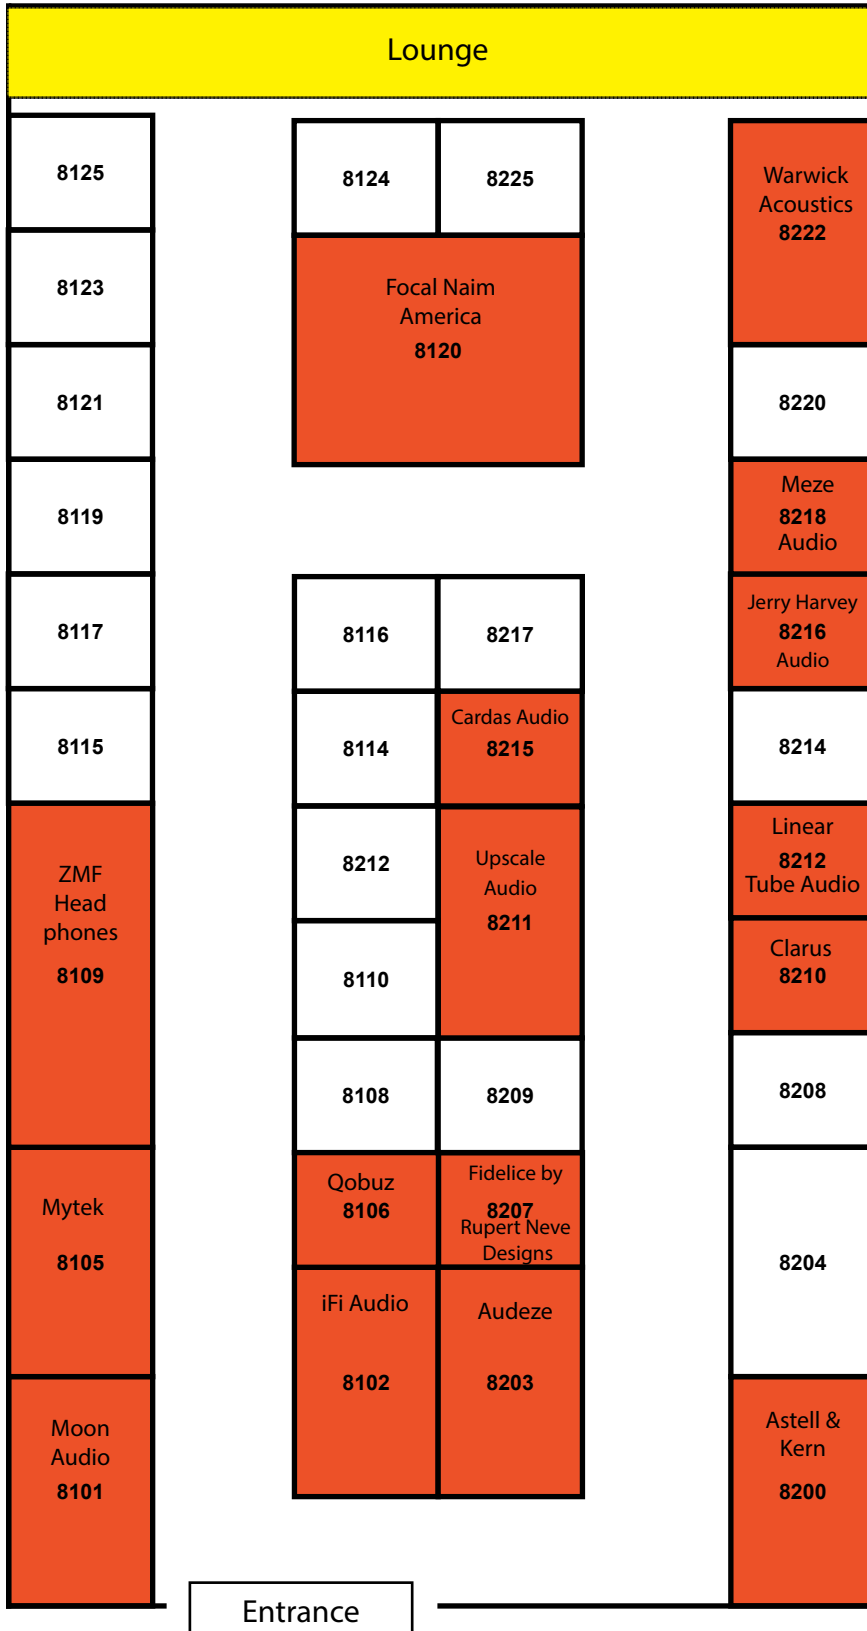 Lounge
8125
8123
8121
8119
8117
8115
ZMF
Head
phones
8109
Mytek
8105
Moon
Audio
8101
8124
8225
Focal Naim
America
8120
8116
8217
8114
Cardas Audio
8215
8212
Upscale
Audio
8211
8110
8108
8209
Qobuz
8106
Fidelice by
8207
Rupert Neve
Designs
iFi Audio
8102
Audeze
8203
Warwick
Acoustics
8222
8220
Meze
8218
Audio
Jerry Harvey
8216
Audio
8214
Linear
8212
Tube Audio
Clarus
8210
8208
8204
Astell &
Kern
8200
Entrance